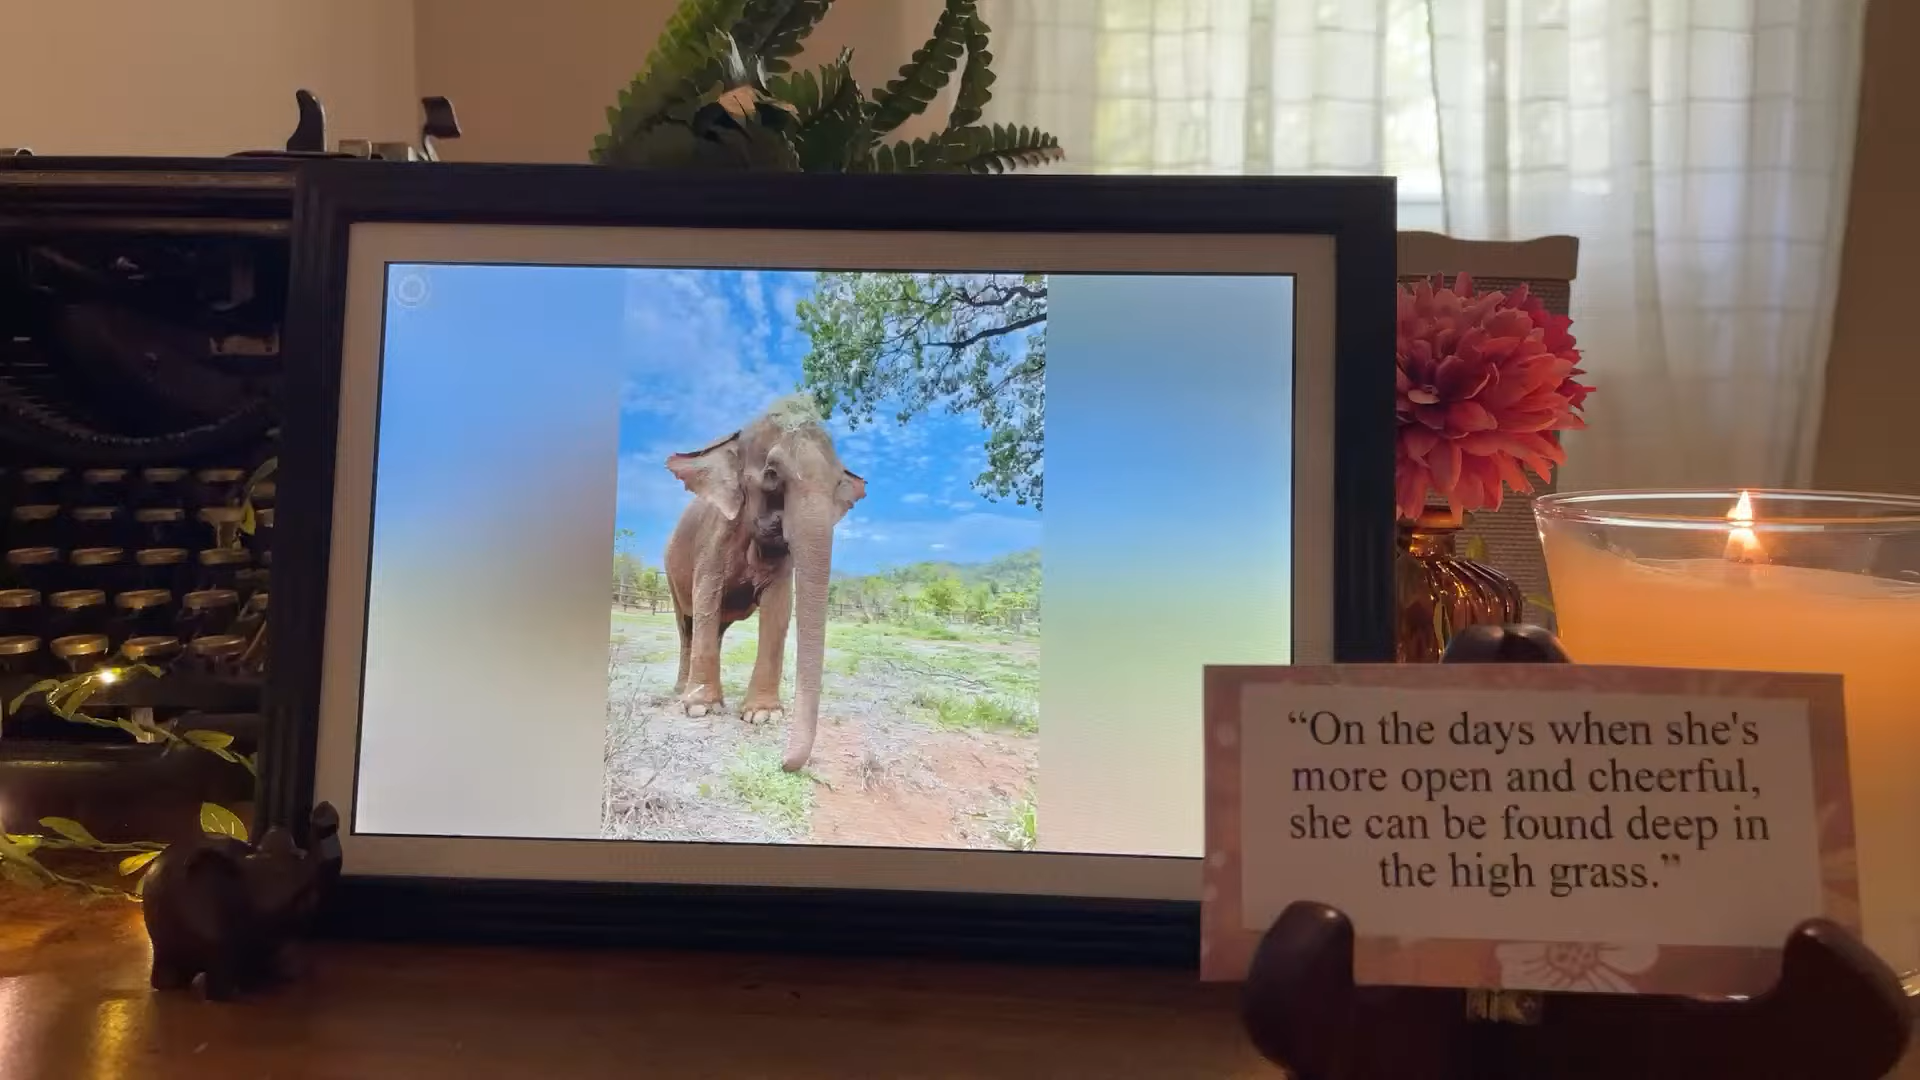 “On the days when she's
more open and cheerful,
she can be found deep in
the high grass.”